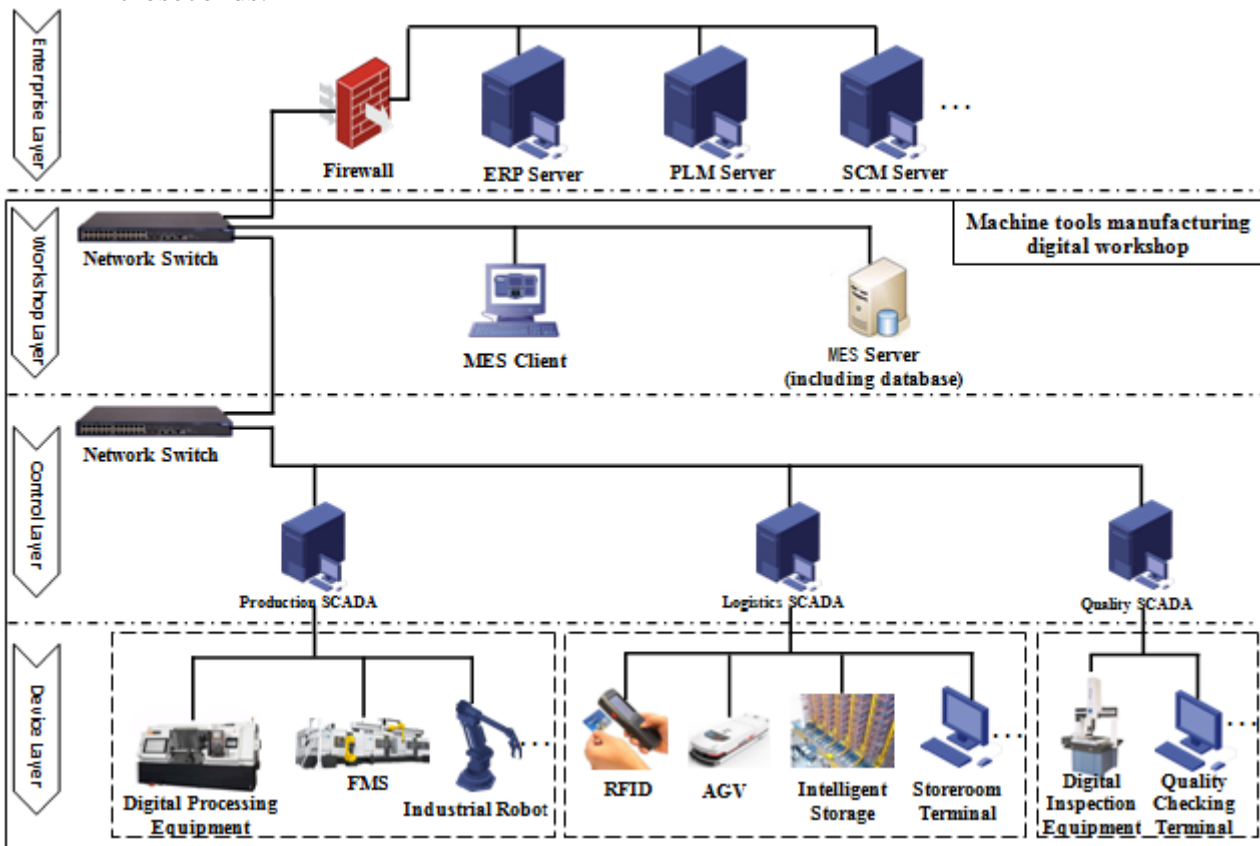 Enterprise Layer
Firewall
ERP Server
PLM Server
SCM Server
...
Workshop Layer
Network Switch
Machine tools manufacturing
digital workshop
MES Client
MES Server
(including database)
Control Layer
Network Switch
Production SCADA
Logistics SCADA
Quality SCADA
Device Layer
Digital Processing
Equipment
FMS
Industrial Robot
...
RFID
AGV
Intelligent
Storage
Storeroom
Terminal
...
Digital
Inspection
Equipment
Quality
Checking
Terminal
...